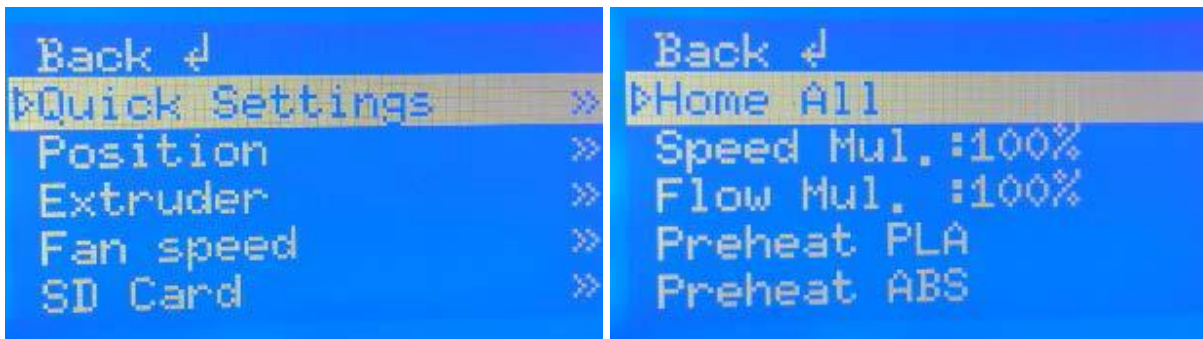 Back ↲
Quick Settings »
Position »
Extruder »
Fan speed »
SD Card »
Back ↲
Home All
Speed Mul.:100%
Flow Mul. :100%
Preheat PLA
Preheat ABS